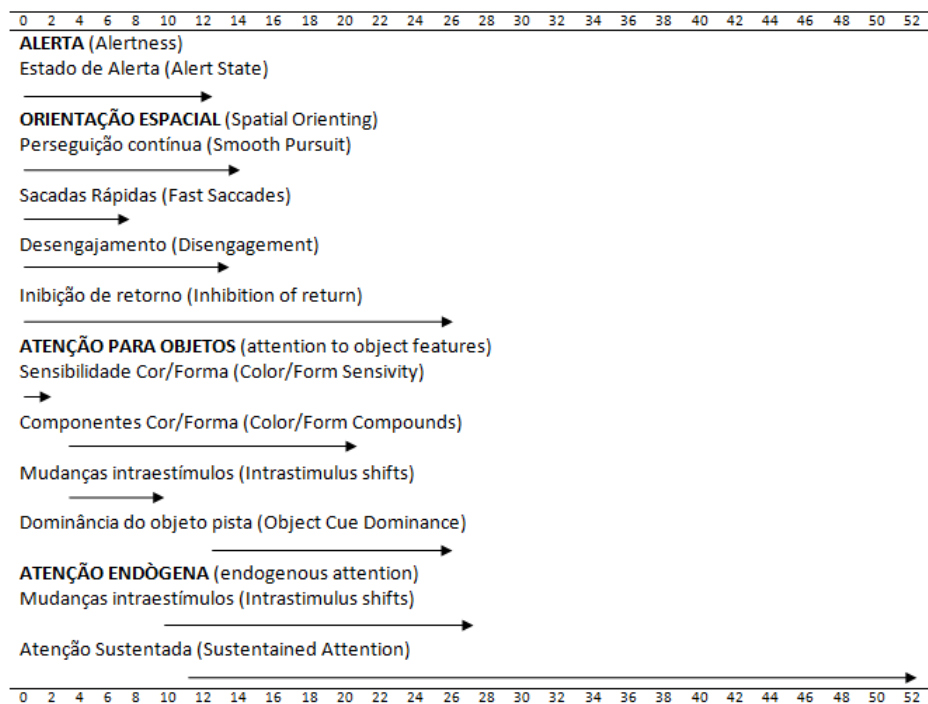 0 2 4 6 8 10 12 14 16 18 20 22 24 26 28 30 32 34 36 38 40 42 44 46 48 50 52
ALERTA (Alertness)
Estado de Alerta (Alert State)
ORIENTAÇÃO ESPACIAL (Spatial Orienting)
Perseguição contínua (Smooth Pursuit)
Sacadas Rápidas (Fast Saccades)
Desengajamento (Disengagement)
Inibição de retorno (Inhibition of return)
ATENÇÃO PARA OBJETOS (attention to object features)
Sensibilidade Cor/Forma (Color/Form Sensivity)
Componentes Cor/Forma (Color/Form Compounds)
Mudanças intraestímulos (Intrastimulus shifts)
Dominância do objeto pista (Object Cue Dominance)
ATENÇÃO ENDÒGENA (endogenous attention)
Mudanças intraestímulos (Intrastimulus shifts)
Atenção Sustentada (Sustained Attention)
0 2 4 6 8 10 12 14 16 18 20 22 24 26 28 30 32 34 36 38 40 42 44 46 48 50 52